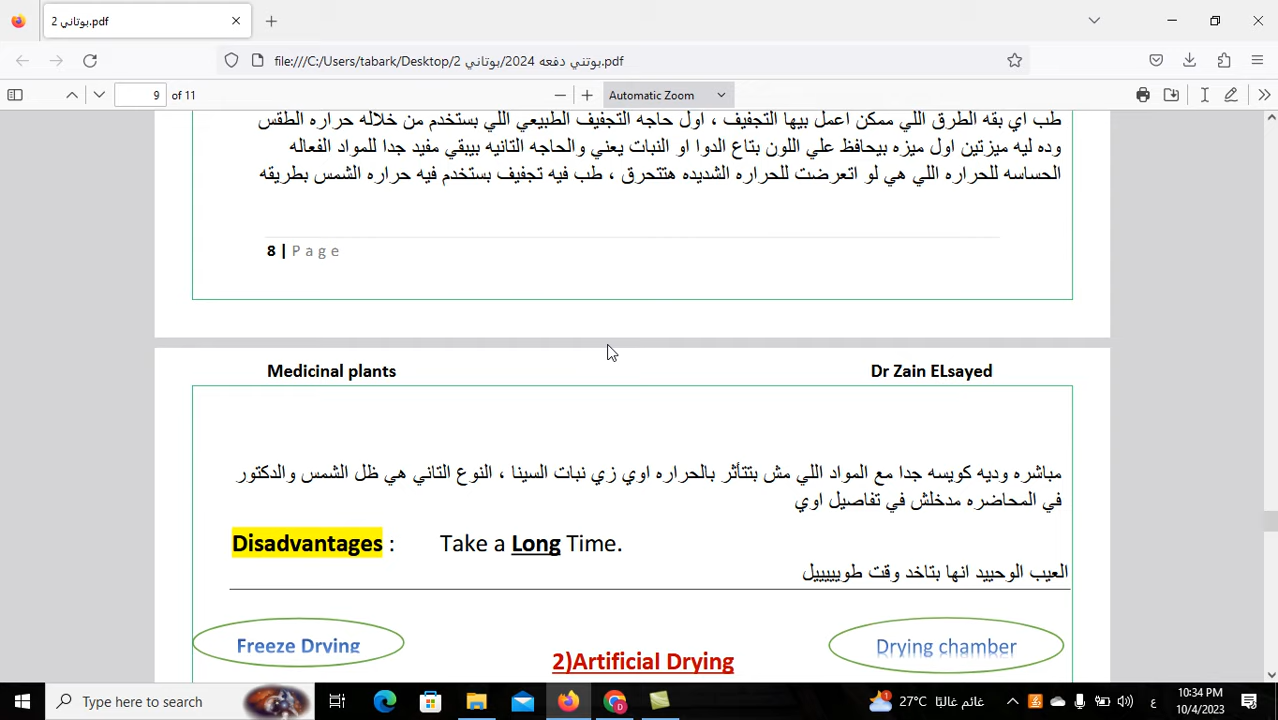 بوتاني 2.pdf
file:///C:/Users/tabark/Desktop/بوتاني 2/بوتني دفعه 2024.pdf
9 of 11
Automatic Zoom
طب اي بقه الطرق اللي ممكن اعمل بيها التجفيف ، اول حاجه التجفيف الطبيعي اللي بستخدم من خلاله حراره الطقس
وده ليه ميزتين اول ميزه بيحافظ علي اللون بتاع الدوا او النبات يعني والحاجه التانيه بيبقي مفيد جدا للمواد الفعاله
الحساسه للحراره اللي هي لو اتعرضت للحراره الشديده هتتحرق ، طب فيه تجفيف بستخدم فيه حراره الشمس بطريقه
8 | Page
Medicinal plants
Dr Zain ELsayed
مباشره وديه كويسه جدا مع المواد اللي مش بتتأثر بالحراره اوي زي نبات السينا ، النوع التاني هي ظل الشمس والدكتور
في المحاضره مدخلش في تفاصيل اوي
Disadvantages : Take a Long Time.
العيب الوحييد انها بتاخد وقت طوييييييل
Freeze Drying
Drying chamber
2)Artificial Drying
Type here to search
27°C غائم غالبًا
ع
10:34 PM
10/4/2023